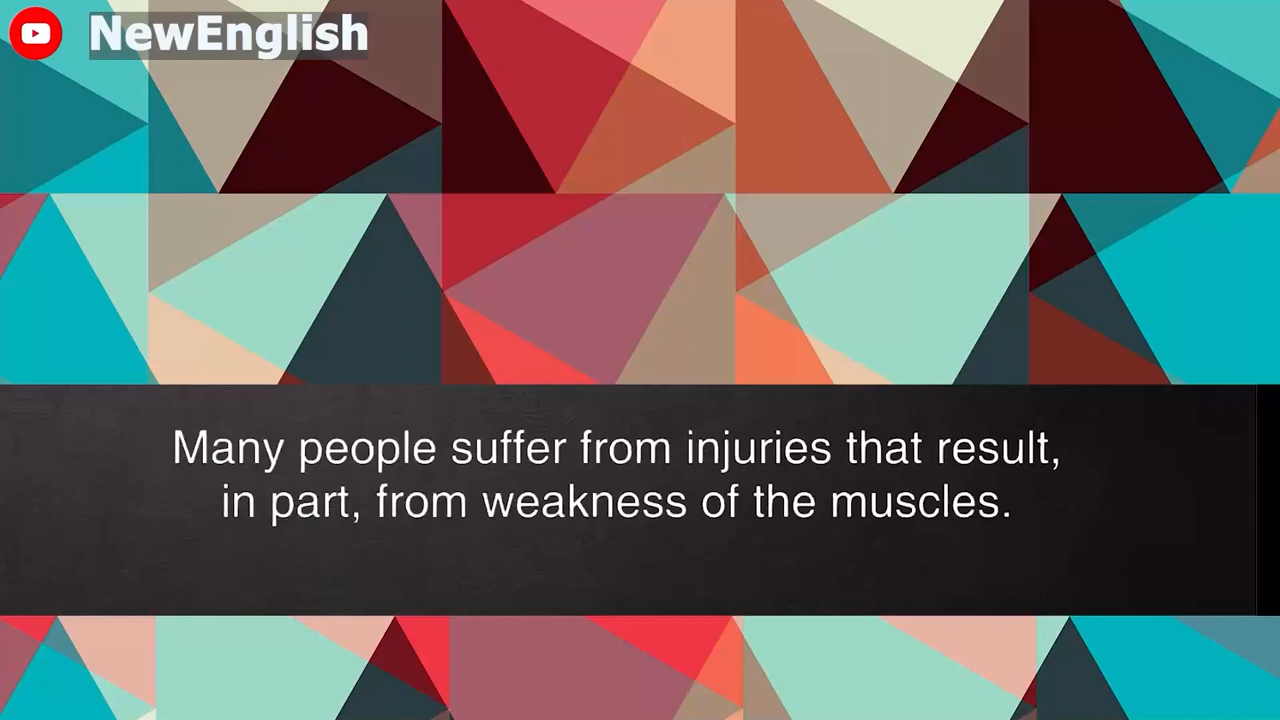 NewEnglish
Many people suffer from injuries that result,
in part, from weakness of the muscles.